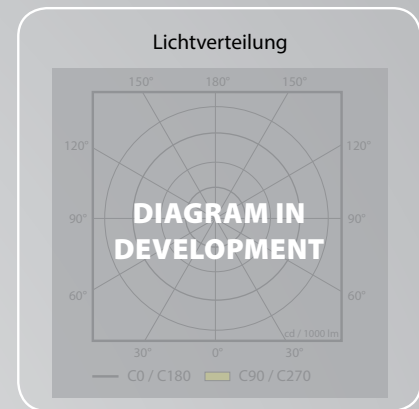 Lichtverteilung
150° 180° 150°
120° 120°
90° DIAGRAM IN 90°
DEVELOPMENT
60° 60°
cd / 1000 lm
30° 0° 30°
C0 / C180 C90 / C270